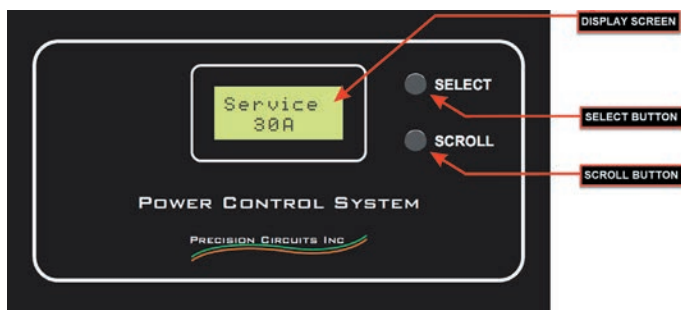 DISPLAY SCREEN
Service
30A
SELECT
SELECT BUTTON
SCROLL
SCROLL BUTTON
POWER CONTROL SYSTEM
PRECISION CIRCUITS INC